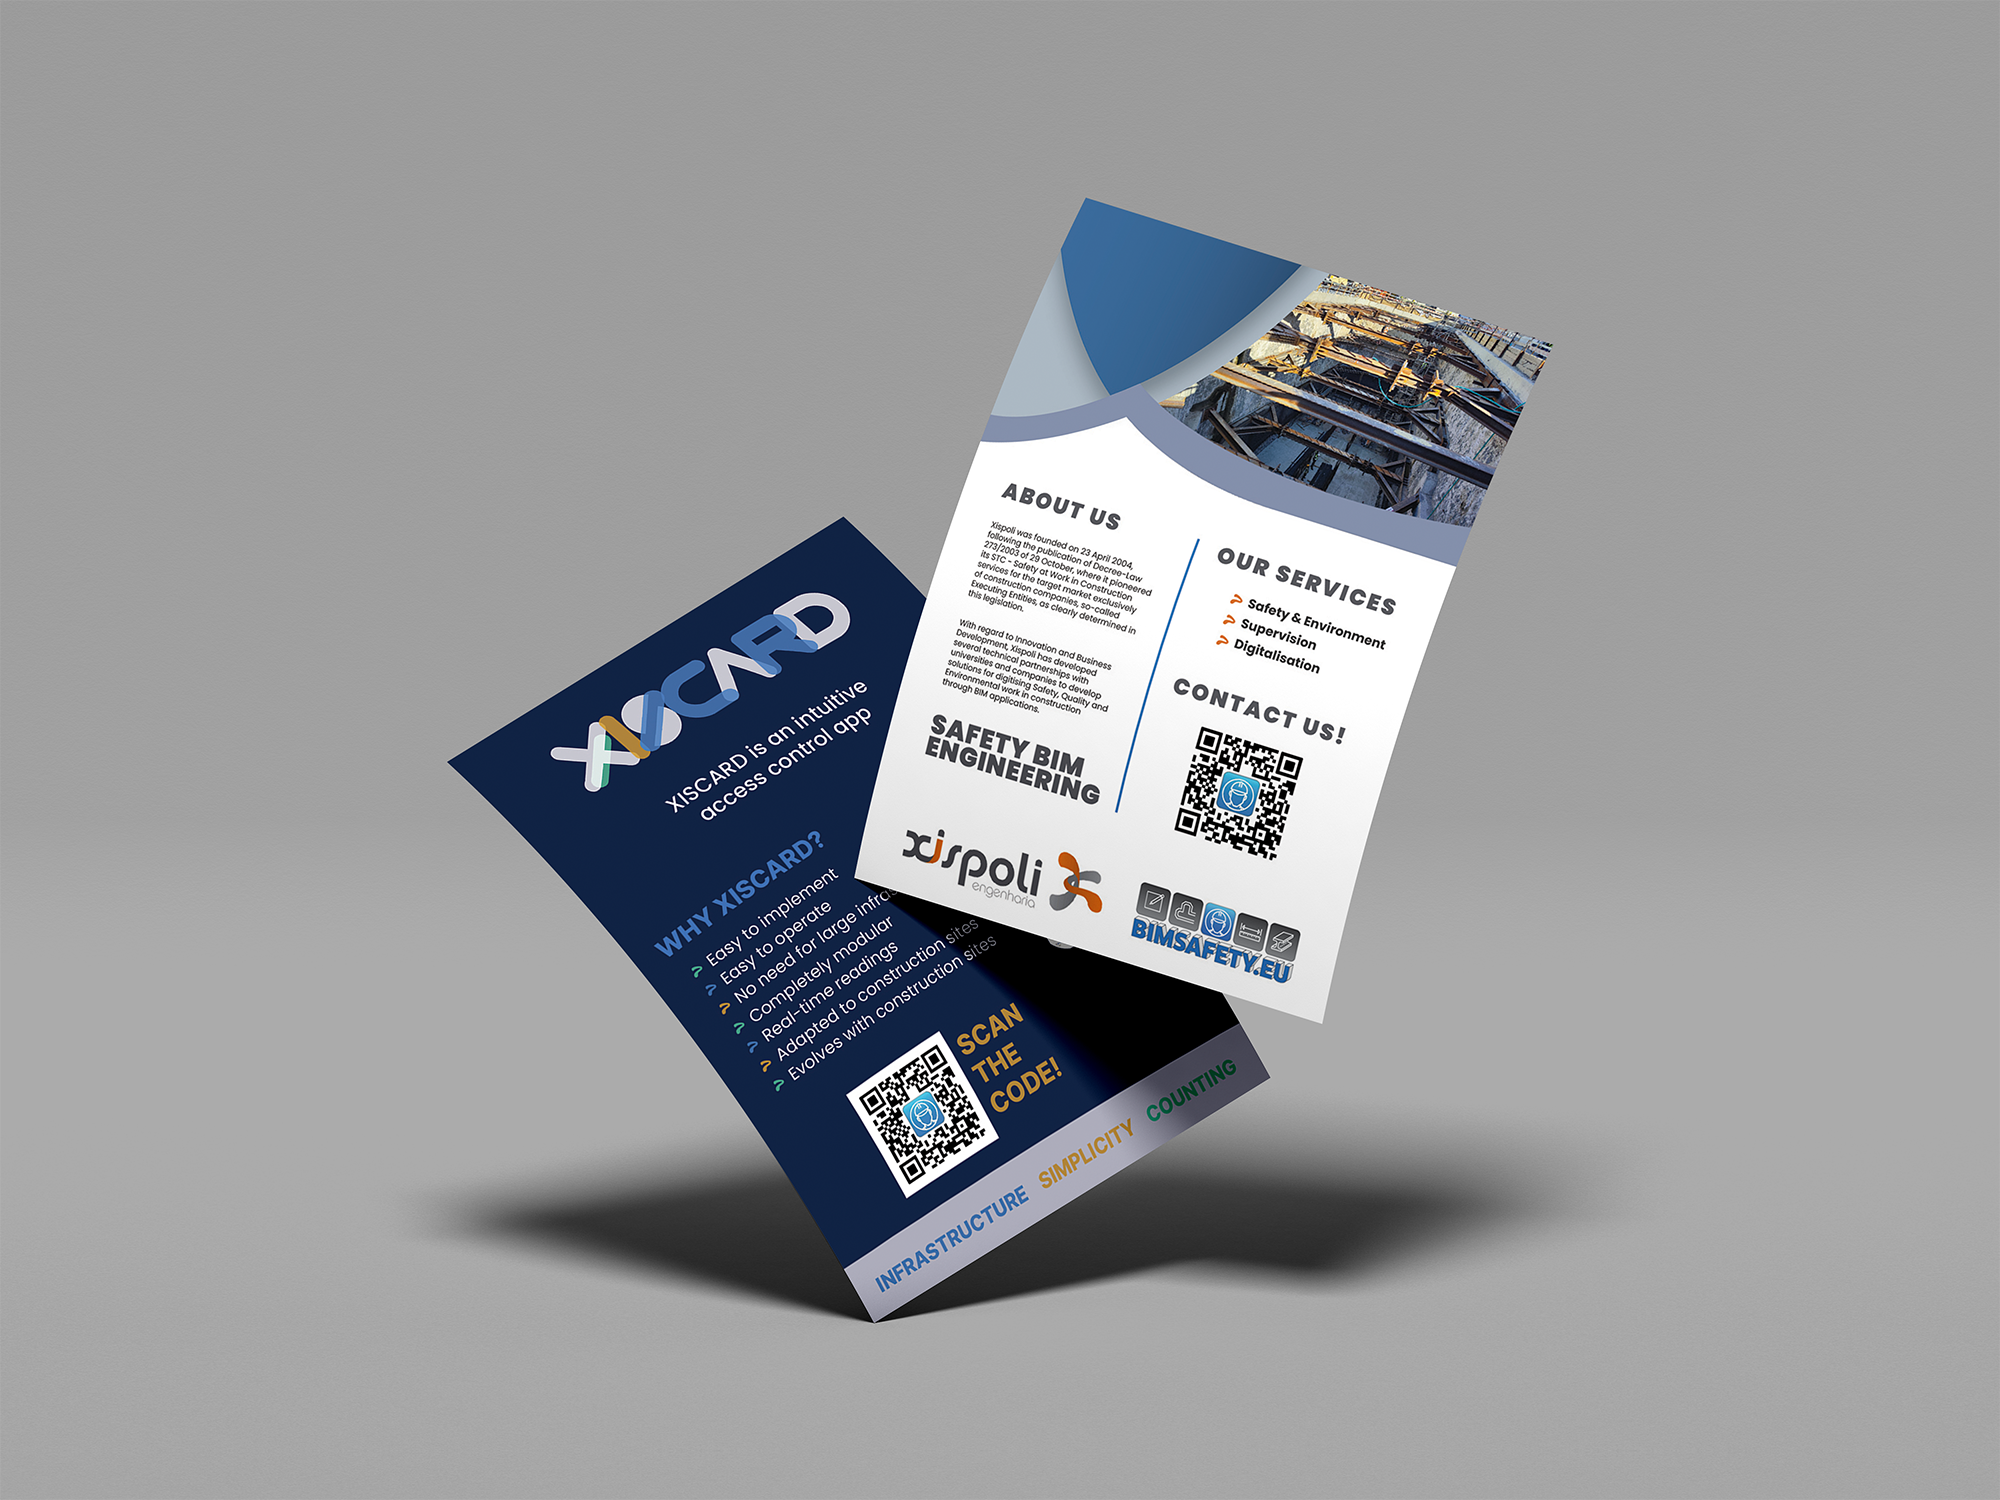 XISCARD
XISCARD is an intuitive
access control app
WHY XISCARD?
Easy to implement
Easy to operate
No need for large infras
Completely modular
Real-time readings
Adapted to construction sites
Evolves with construction sites
SCAN
THE
CODE!
INFRASTRUCTURE SIMPLICITY COUNTING
ABOUT US
Xispoli was founded on 23 April 2004,
following the publication of Decree-Law
273/2003 of 29 October, where it pioneered
its STC - Safety at Work in Construction
services for the target market exclusively
of construction companies, so-called
Executing Entities, as clearly determined in
this legislation.
With regard to Innovation and Business
Development, Xispoli has developed
several technical partnerships with
universities and companies to develop
solutions for digitising Safety, Quality and
Environmental work in construction
through BIM applications.
SAFETY BIM
ENGINEERING
xispoli
engenharia
OUR SERVICES
Safety & Environment
Supervision
Digitalisation
CONTACT US!
BIMSAFETY.EU